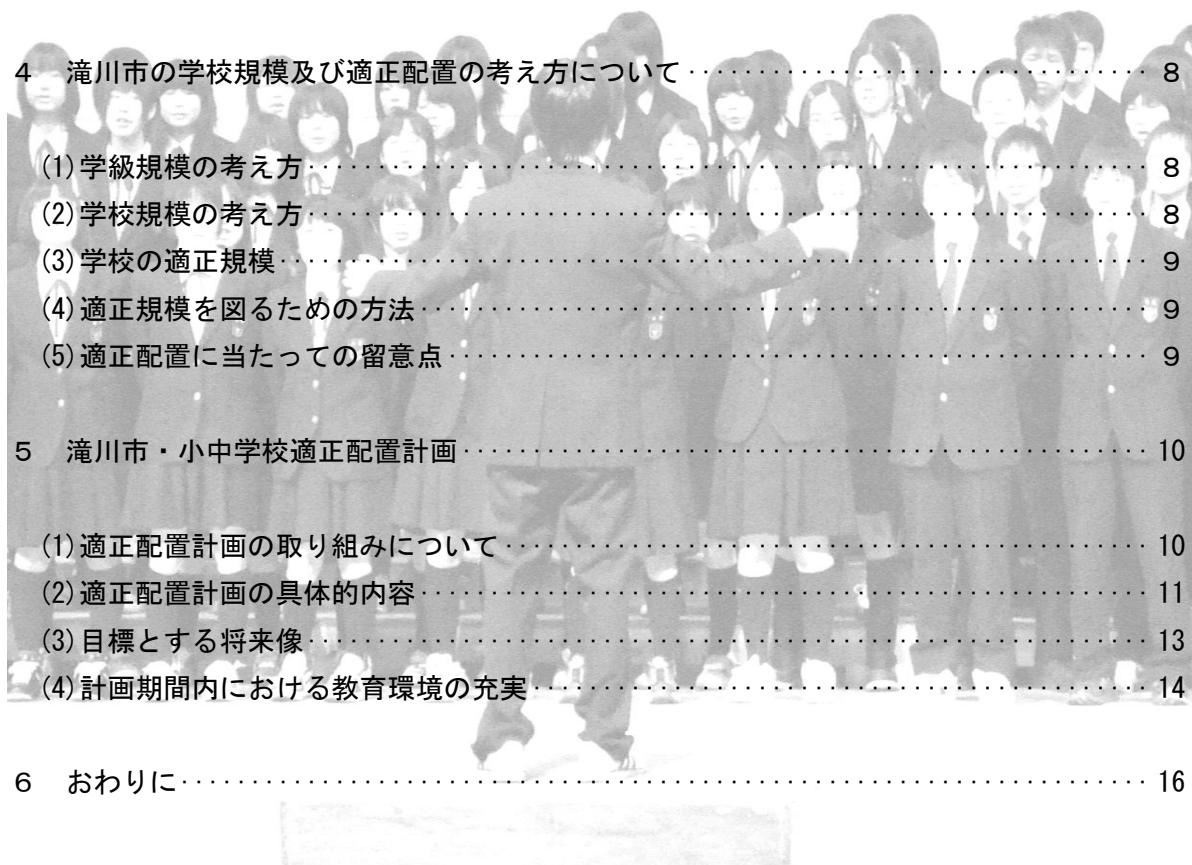 ４　滝川市の学校規模及び適正配置の考え方について‥‥‥‥‥‥‥‥‥‥‥‥‥‥ ８
(1)学級規模の考え方‥‥‥‥‥‥‥‥‥‥‥‥‥‥‥‥‥‥‥‥‥‥‥‥ ８
(2)学校規模の考え方‥‥‥‥‥‥‥‥‥‥‥‥‥‥‥‥‥‥‥‥‥‥‥‥ ８
(3)学校の適正規模‥‥‥‥‥‥‥‥‥‥‥‥‥‥‥‥‥‥‥‥‥‥‥‥‥ ９
(4)適正規模を図るための方法‥‥‥‥‥‥‥‥‥‥‥‥‥‥‥‥‥‥‥‥‥ ９
(5)適正配置に当たっての留意点‥‥‥‥‥‥‥‥‥‥‥‥‥‥‥‥‥‥‥‥ ９
５　滝川市・小中学校適正配置計画‥‥‥‥‥‥‥‥‥‥‥‥‥‥‥‥‥‥‥‥ 10
(1)適正配置計画の取り組みについて‥‥‥‥‥‥‥‥‥‥‥‥‥‥‥‥‥‥ 10
(2)適正配置計画の具体的内容‥‥‥‥‥‥‥‥‥‥‥‥‥‥‥‥‥‥‥‥‥ 11
(3)目標とする将来像‥‥‥‥‥‥‥‥‥‥‥‥‥‥‥‥‥‥‥‥‥‥‥‥ 13
(4)計画期間内における教育環境の充実‥‥‥‥‥‥‥‥‥‥‥‥‥‥‥‥‥ 14
６　おわりに‥‥‥‥‥‥‥‥‥‥‥‥‥‥‥‥‥‥‥‥‥‥‥‥‥‥‥‥ 16